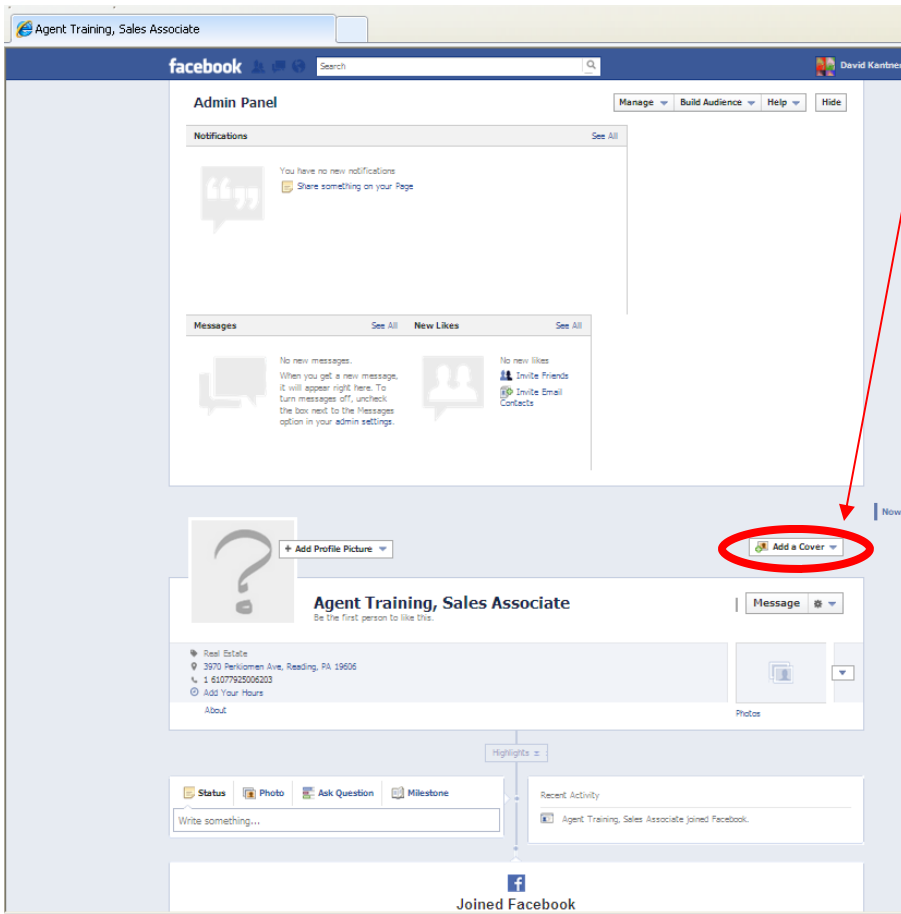 Agent Training, Sales Associate
facebook
Search
David Kantner
Admin Panel
Manage
Build Audience
Help
Hide
Notifications
See All
You have no new notifications
Share something on your Page
Messages
See All
New Likes
See All
No new messages.
When you get a new message,
it will appear right here. To
turn messages off, uncheck
the box next to the Messages
option in your admin settings.
No new likes
Invite Friends
Invite Email
Contacts
Now
+ Add Profile Picture
Add a Cover
Agent Training, Sales Associate
Be the first person to like this.
Message
Real Estate
3970 Perkiomen Ave, Reading, PA 19606
1 61077925006203
Add Your Hours
About
Photos
Highlights
Status
Photo
Ask Question
Milestone
Write something...
Recent Activity
Agent Training, Sales Associate joined Facebook.
Joined Facebook